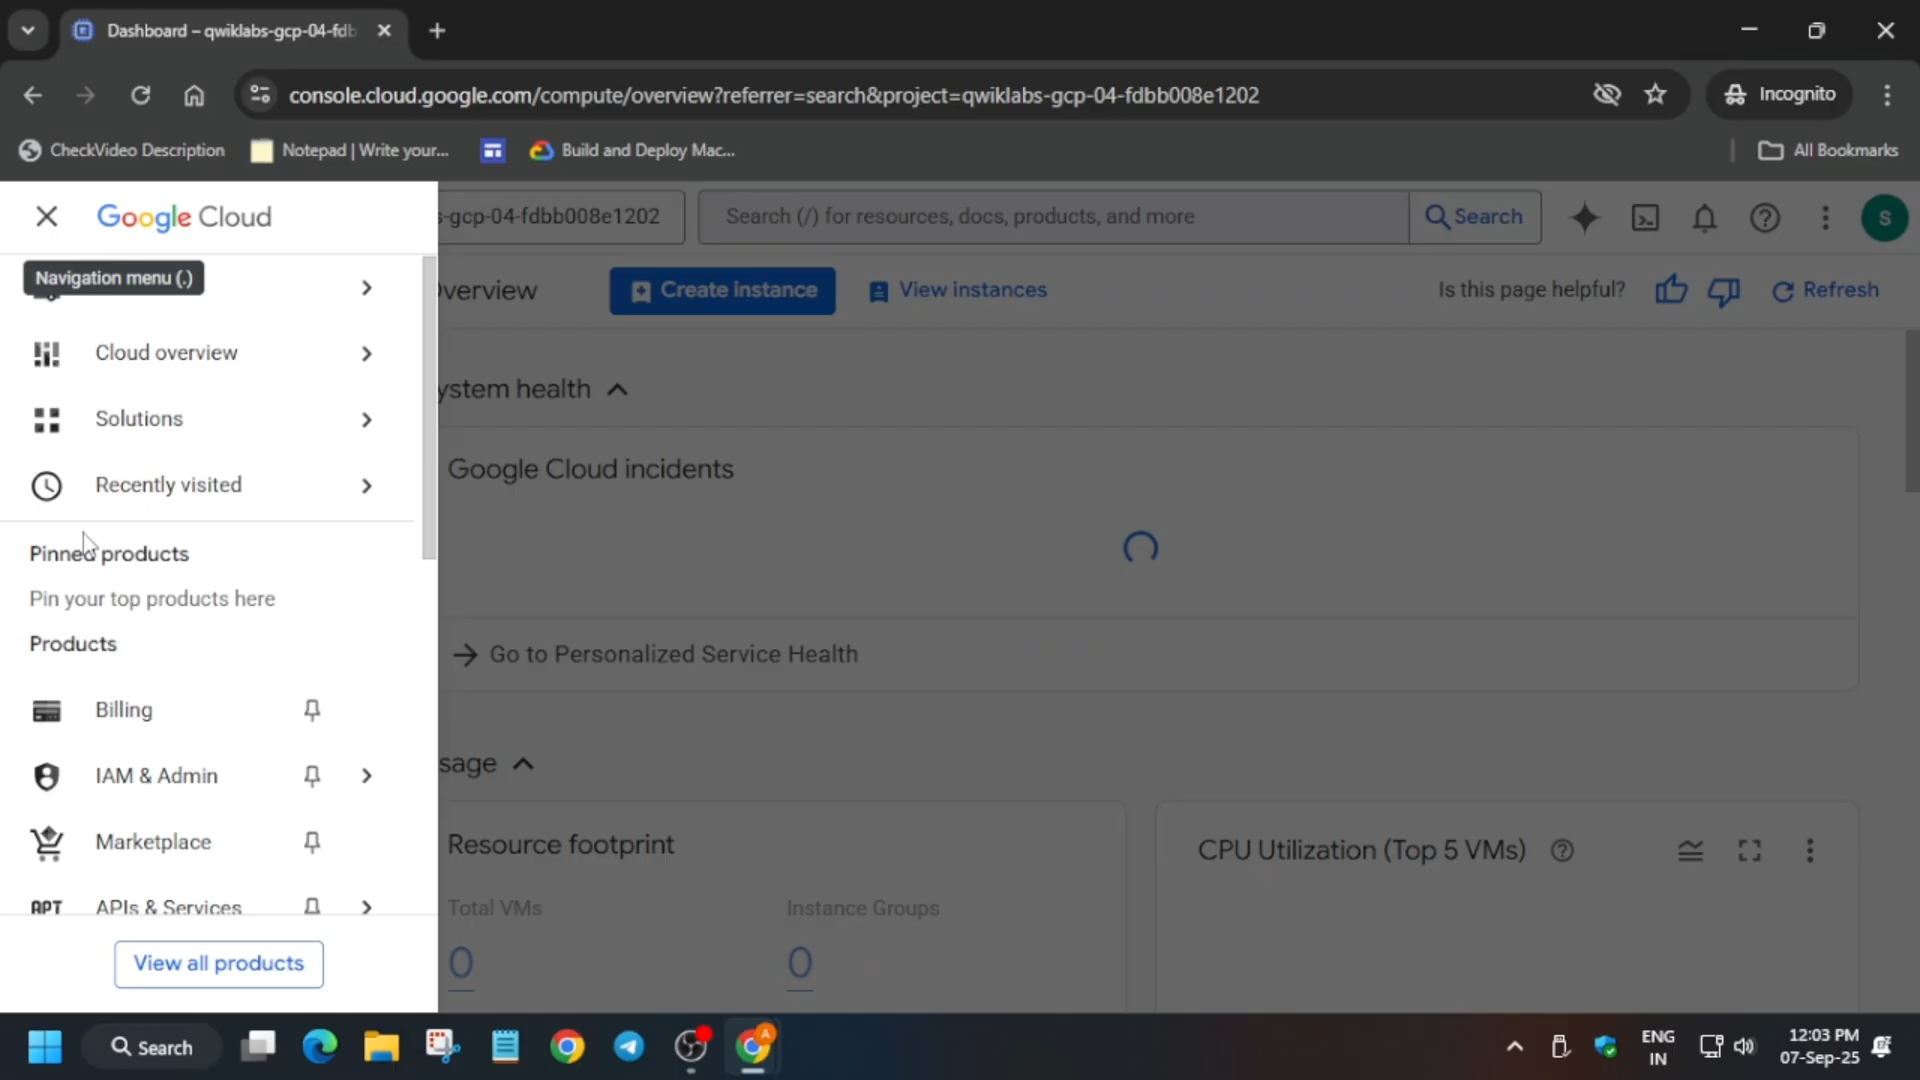 Dashboard – qwiklabs-gcp-04-fdb
console.cloud.google.com/compute/overview?referrer=search&project=qwiklabs-gcp-04-fdbb008e1202
Incognito
CheckVideo Description
Notepad | Write your...
Build and Deploy Mac...
All Bookmarks
Google Cloud
s-gcp-04-fdbb008e1202
Search (/) for resources, docs, products, and more
Search
S
Navigation menu (.)
Overview
Create instance
View instances
Is this page helpful?
Refresh
Cloud overview
ystem health
Solutions
Google Cloud incidents
Recently visited
Pinned products
Pin your top products here
Products
Go to Personalized Service Health
Billing
sage
IAM & Admin
Marketplace
Resource footprint
CPU Utilization (Top 5 VMs)
API APIs & Services
Total VMs
Instance Groups
0
0
View all products
Search
A
ENG
IN
12:03 PM
07-Sep-25